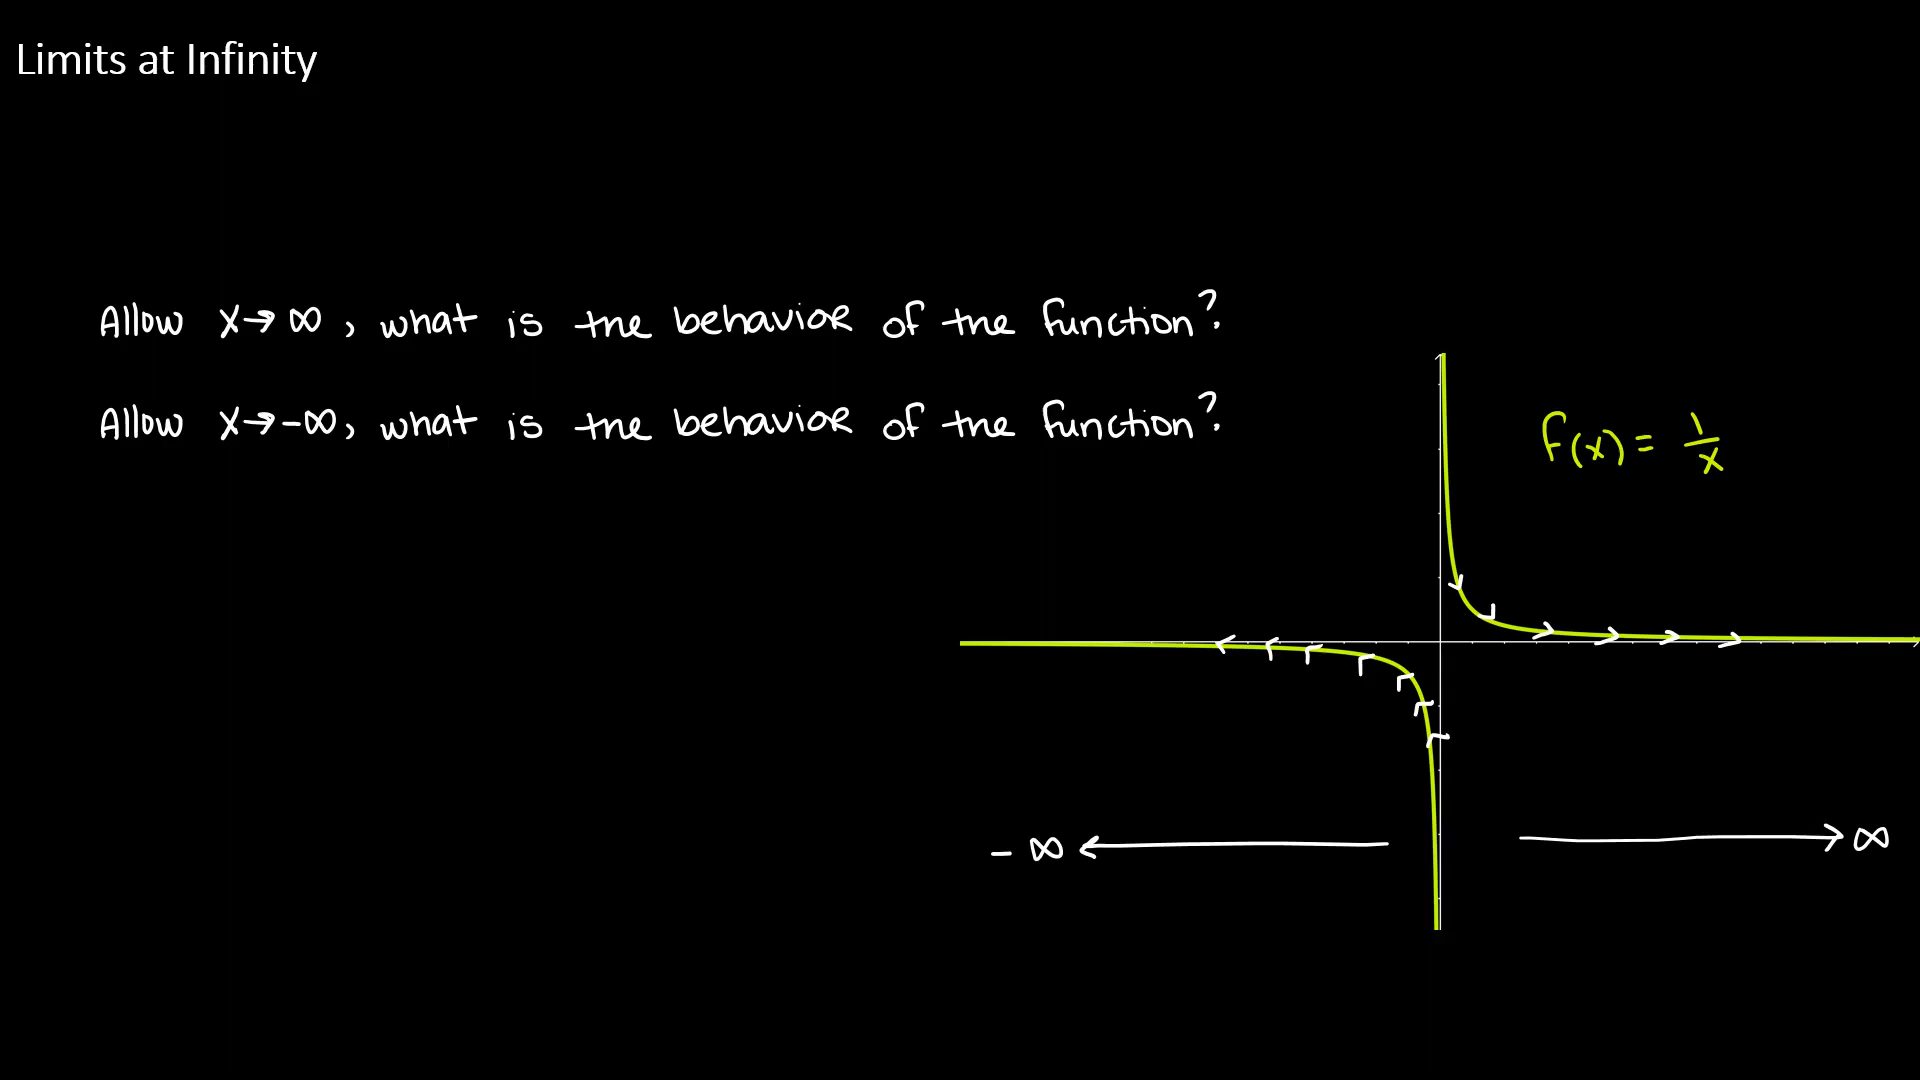 Limits at Infinity
Allow x→∞, what is the behavior of the function?
Allow x→-∞, what is the behavior of the function?
f(x) = 1/x
-∞ ← → ∞